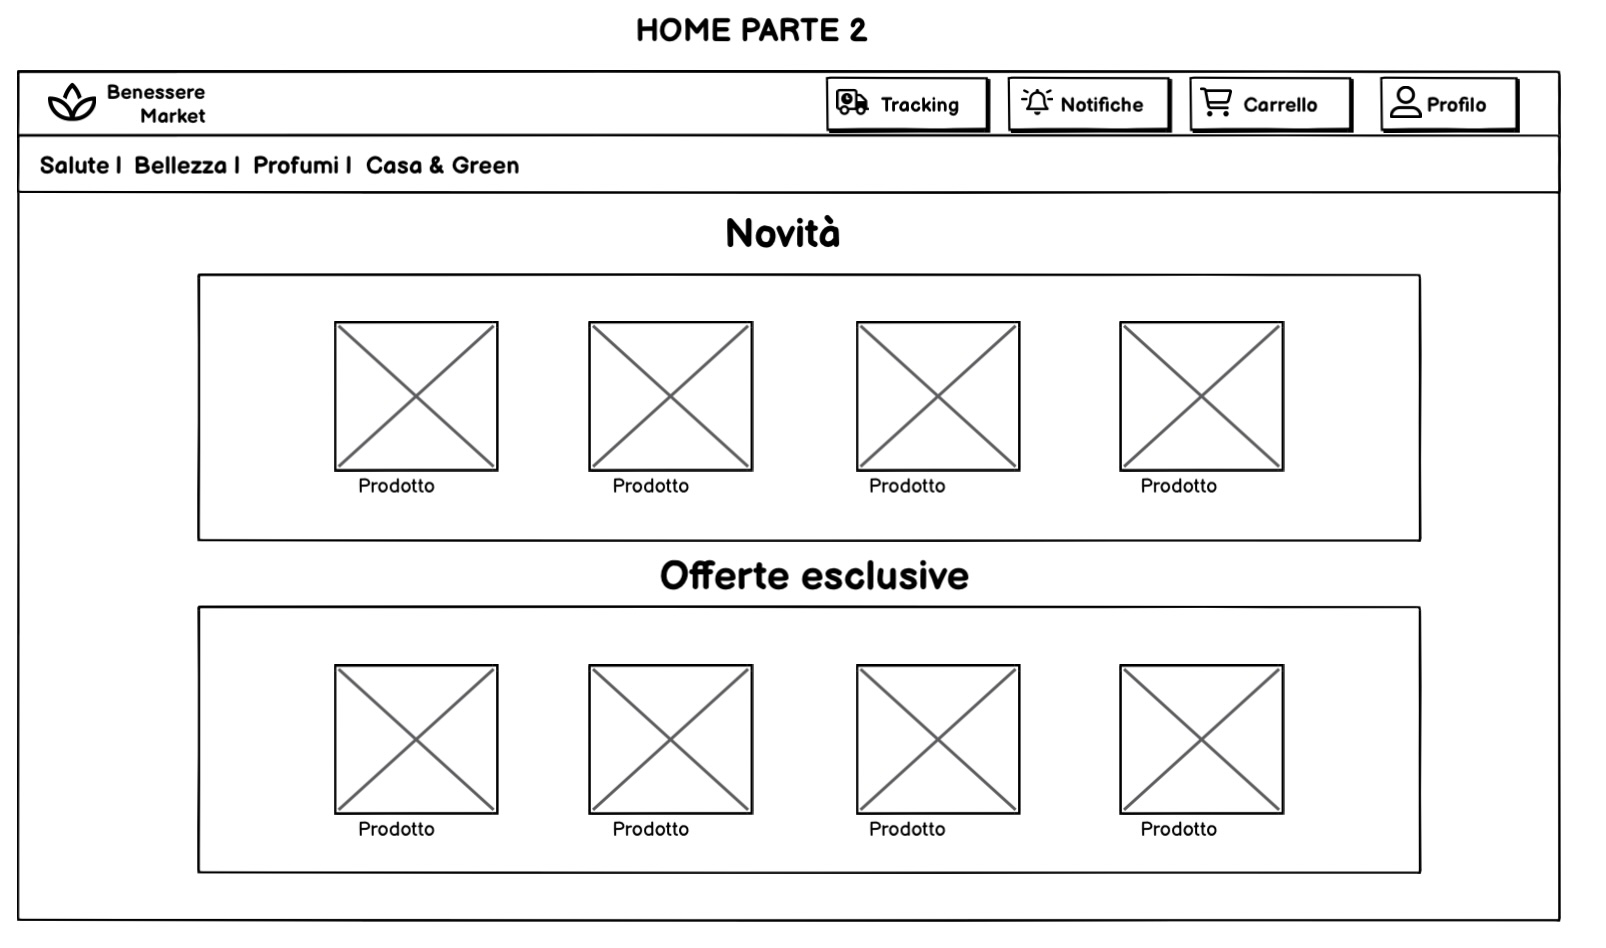 HOME PARTE 2
Benessere
Market
Tracking
Notifiche
Carrello
Profilo
Salute | Bellezza | Profumi | Casa & Green
Novità
Prodotto
Prodotto
Prodotto
Prodotto
Offerte esclusive
Prodotto
Prodotto
Prodotto
Prodotto